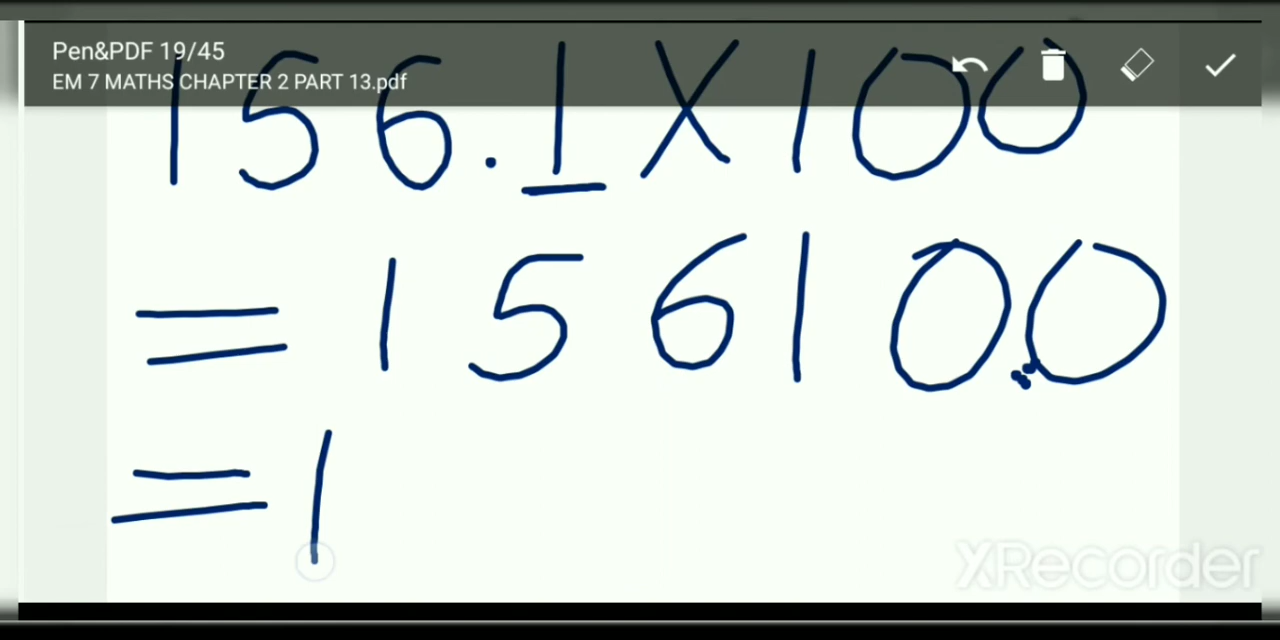 Pen&PDF 19/45
EM 7 MATHS CHAPTER 2 PART 13.pdf
156.1 X 100
= 15610.0
= 1
XRecorder